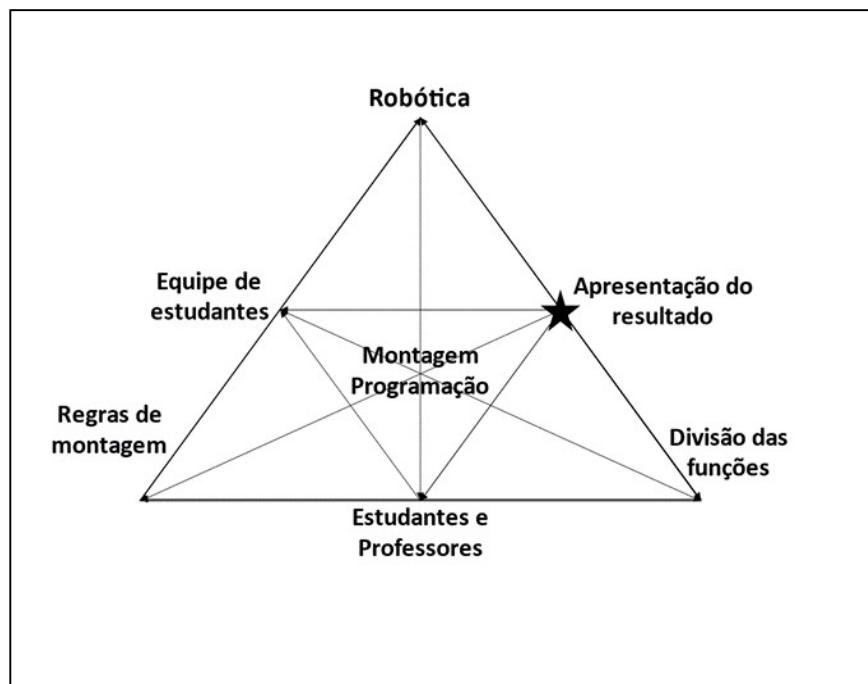 Robótica
Equipe de
estudantes
Apresentação do
resultado
Montagem
Programação
Regras de
montagem
Divisão das
funções
Estudantes e
Professores